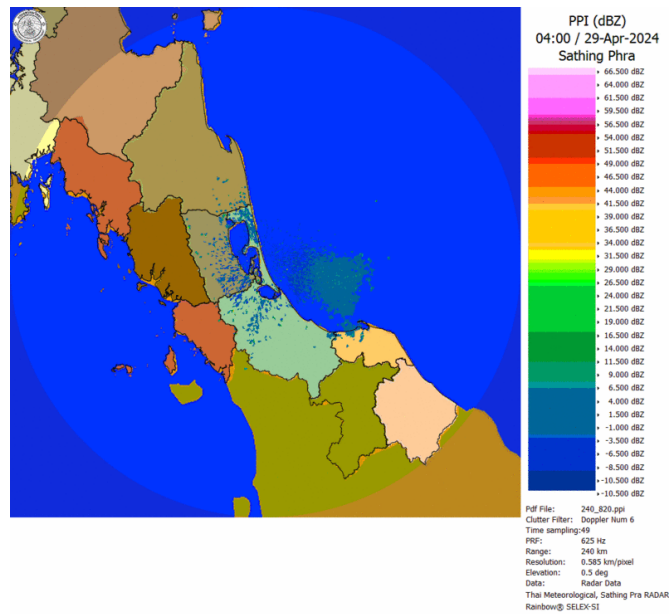 PPI (dBZ)
04:00 / 29-Apr-2024
Sathing Phra
66.500 dBZ
64.000 dBZ
61.500 dBZ
59.500 dBZ
56.500 dBZ
54.000 dBZ
51.500 dBZ
49.000 dBZ
46.500 dBZ
44.000 dBZ
41.500 dBZ
39.000 dBZ
36.500 dBZ
34.000 dBZ
31.500 dBZ
29.000 dBZ
26.500 dBZ
24.000 dBZ
21.500 dBZ
19.000 dBZ
16.500 dBZ
14.000 dBZ
11.500 dBZ
9.000 dBZ
6.500 dBZ
4.000 dBZ
1.500 dBZ
-1.000 dBZ
-3.500 dBZ
-6.500 dBZ
-8.500 dBZ
-10.500 dBZ
-10.500 dBZ
Pdf File: 240_820.ppi
Clutter Filter: Doppler Num 6
Time sampling:49
PRF: 625 Hz
Range: 240 km
Resolution: 0.585 km/pixel
Elevation: 0.5 deg
Data: Radar Data
Thai Meteorological, Sathing Pra RADAR
Rainbow® SELEX-SI